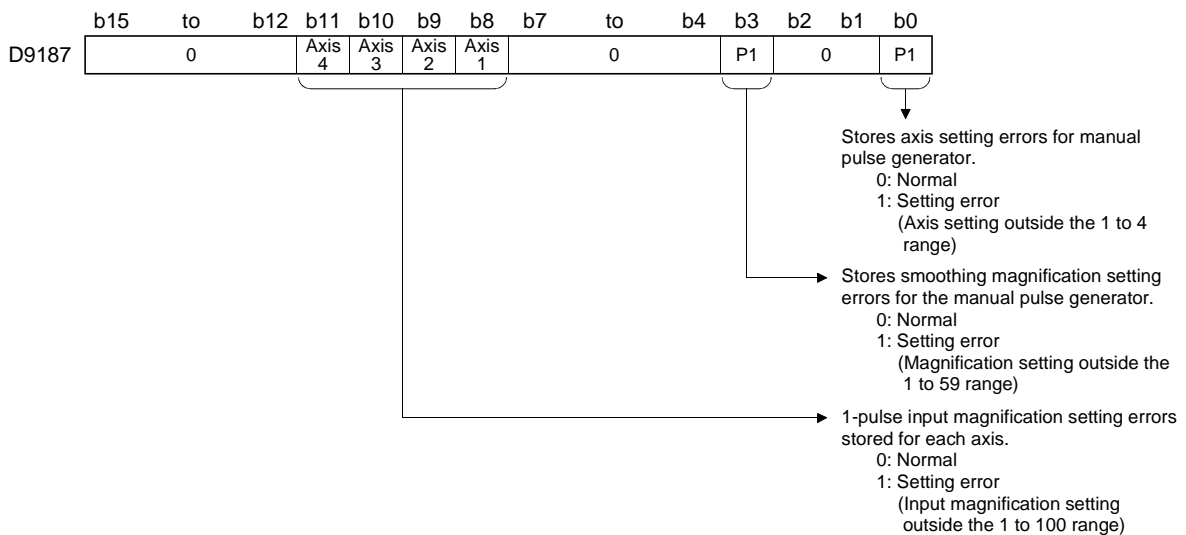 b15 to b12 b11 b10 b9 b8 b7 to b4 b3 b2 b1 b0
D9187 0 Axis 4 Axis 3 Axis 2 Axis 1 0 P1 0 P1
Stores axis setting errors for manual
pulse generator.
0: Normal
1: Setting error
(Axis setting outside the 1 to 4
range)
Stores smoothing magnification setting
errors for the manual pulse generator.
0: Normal
1: Setting error
(Magnification setting outside the
1 to 59 range)
1-pulse input magnification setting errors
stored for each axis.
0: Normal
1: Setting error
(Input magnification setting
outside the 1 to 100 range)